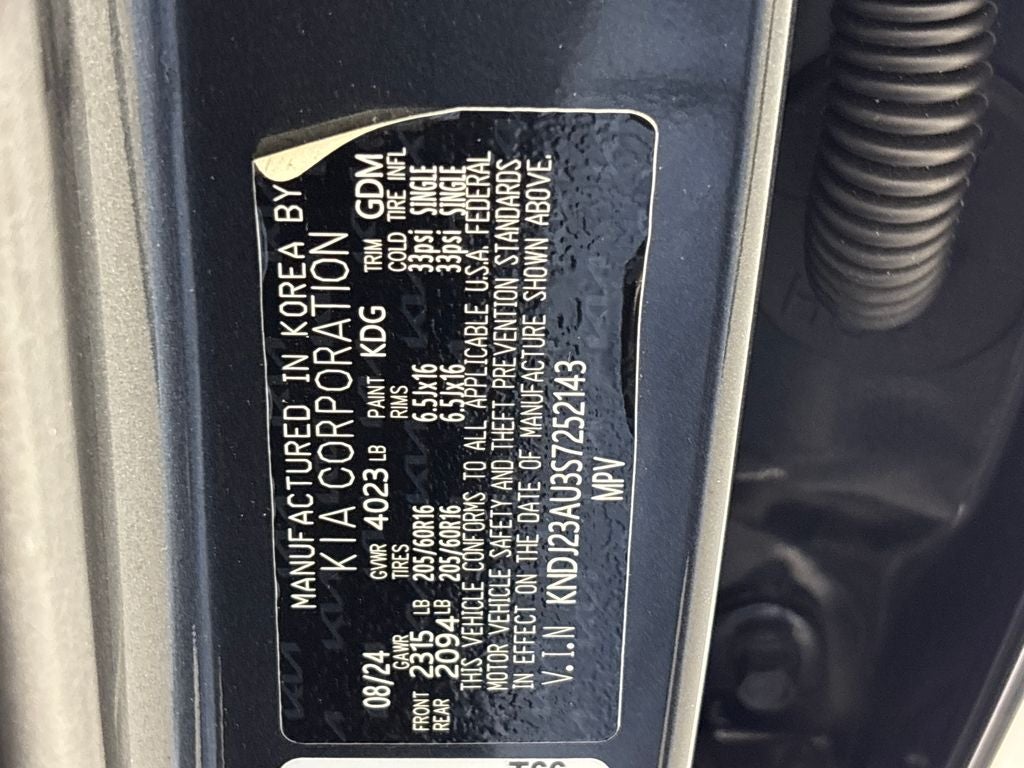 MANUFACTURED IN KOREA BY
KIA CORPORATION
08/24 GVWR 4023 LB PAINT KDG TRIM GDM
GAWR TIRES RIMS COLD TIRE INFL
FRONT 2315 LB 205/60R16 6.5Jx16 33psi SINGLE
REAR 2094 LB 205/60R16 6.5Jx16 33psi SINGLE
THIS VEHICLE CONFORMS TO ALL APPLICABLE U.S.A. FEDERAL
MOTOR VEHICLE SAFETY AND THEFT PREVENTION STANDARDS
IN EFFECT ON THE DATE OF MANUFACTURE SHOWN ABOVE.
V.I.N KNDJ23AU3S7252143
MPV